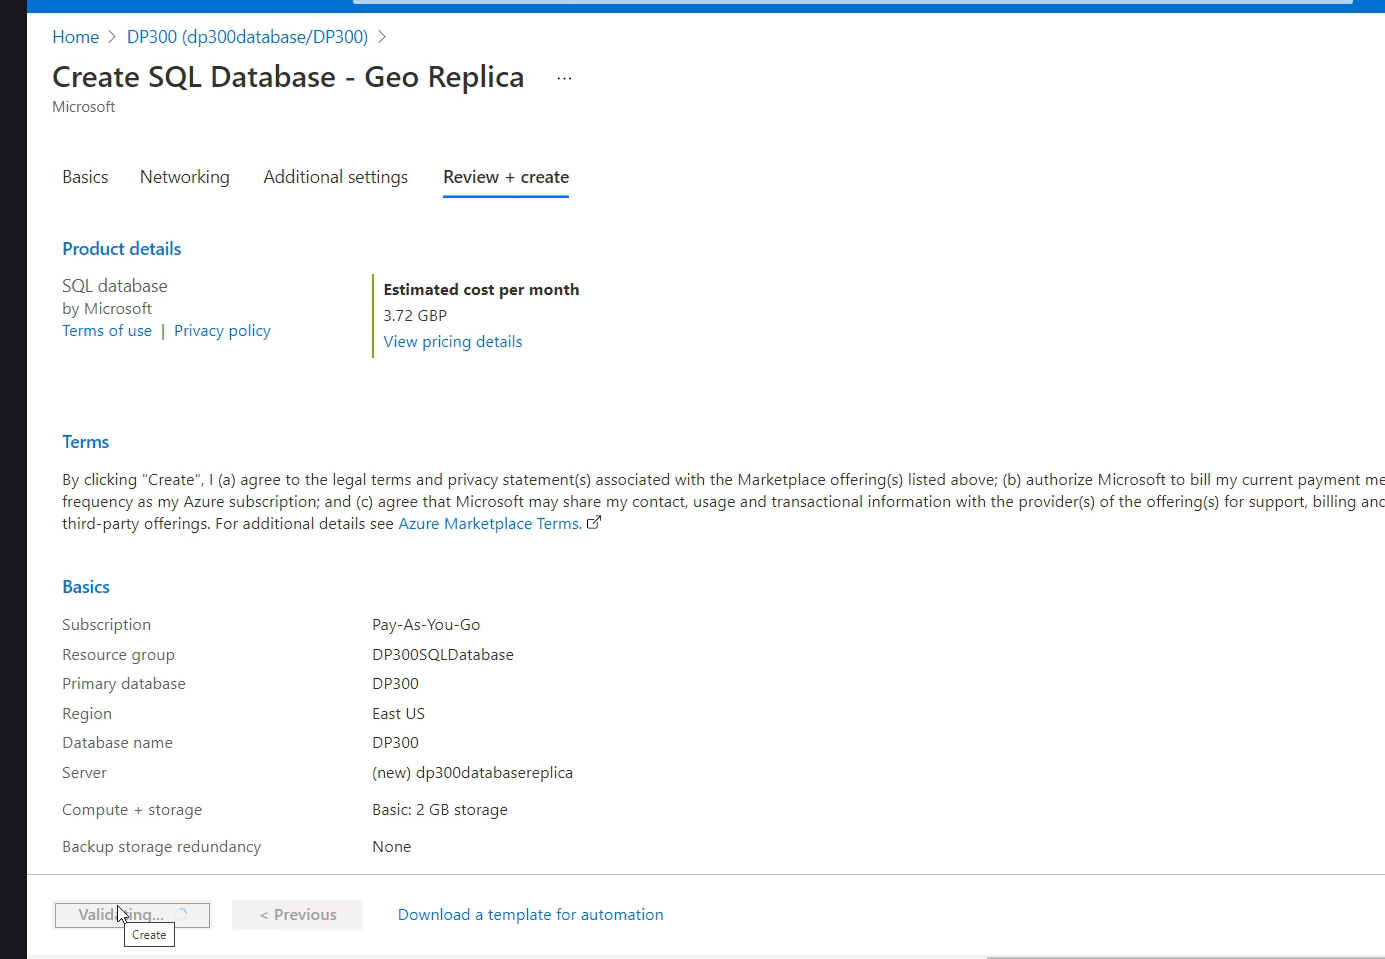 Home > DP300 (dp300database/DP300) >
Create SQL Database - Geo Replica ...
Microsoft
Basics Networking Additional settings Review + create
Product details
SQL database
by Microsoft
Terms of use | Privacy policy
Estimated cost per month
3.72 GBP
View pricing details
Terms
By clicking "Create", I (a) agree to the legal terms and privacy statement(s) associated with the Marketplace offering(s) listed above; (b) authorize Microsoft to bill my current payment me
frequency as my Azure subscription; and (c) agree that Microsoft may share my contact, usage and transactional information with the provider(s) of the offering(s) for support, billing and
third-party offerings. For additional details see Azure Marketplace Terms.
Basics
Subscription Pay-As-You-Go
Resource group DP300SQLDatabase
Primary database DP300
Region East US
Database name DP300
Server (new) dp300databasereplica
Compute + storage Basic: 2 GB storage
Backup storage redundancy None
Validating... < Previous Download a template for automation
Create